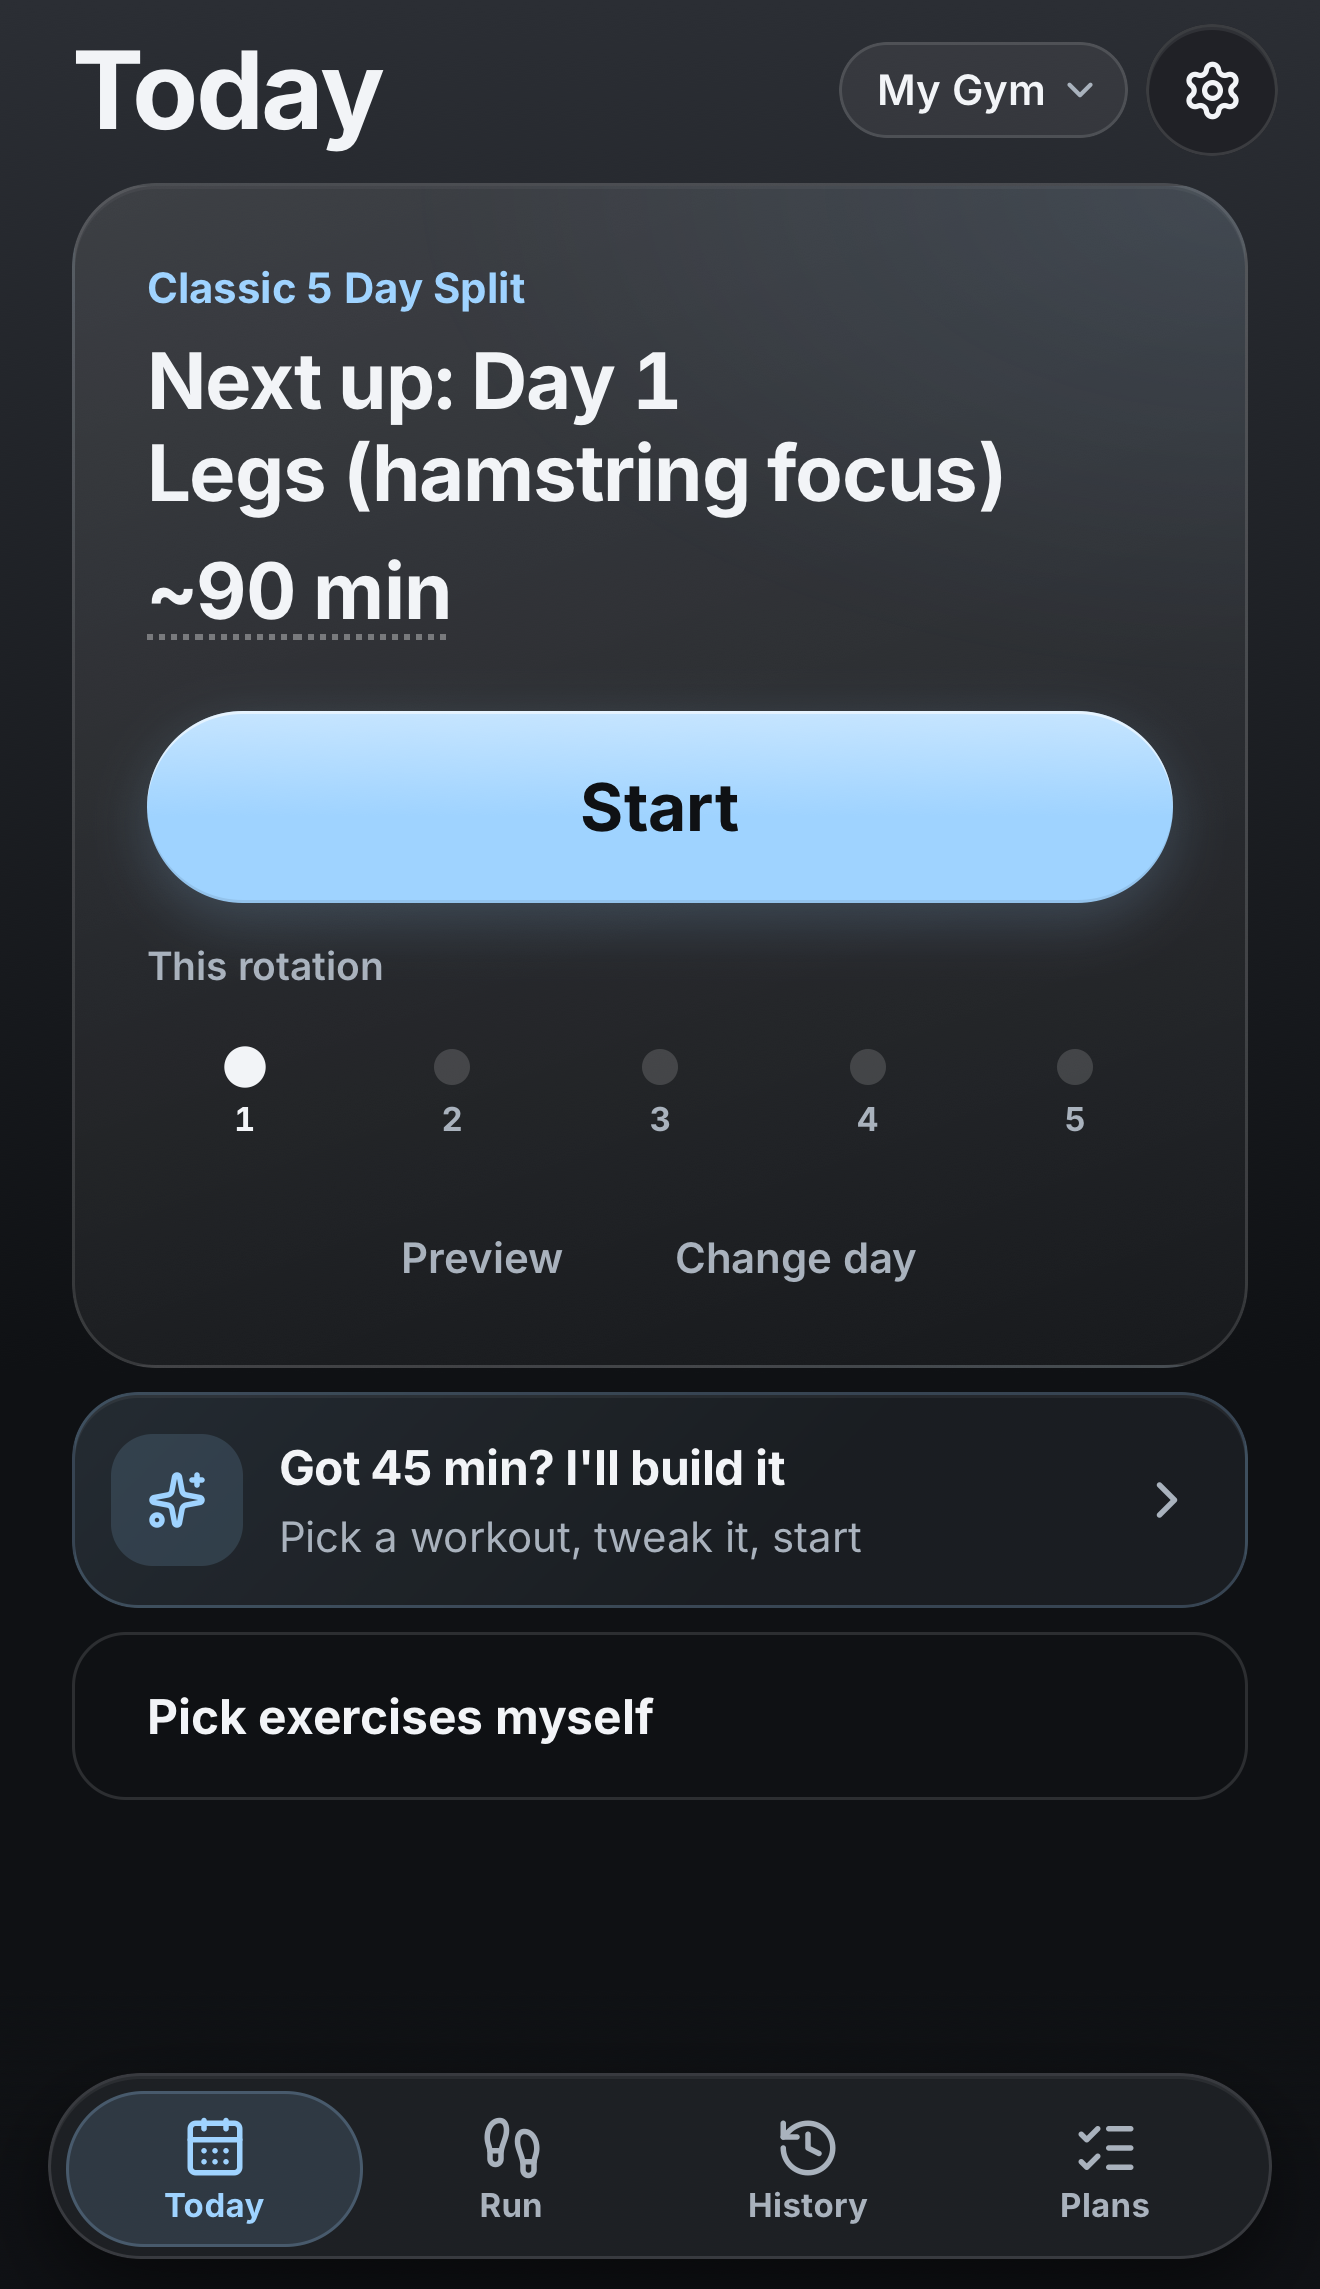 Today
My Gym
Classic 5 Day Split
Next up: Day 1
Legs (hamstring focus)
~90 min
Start
This rotation
1 2 3 4 5
Preview Change day
Got 45 min? I'll build it
Pick a workout, tweak it, start
Pick exercises myself
Today Run History Plans